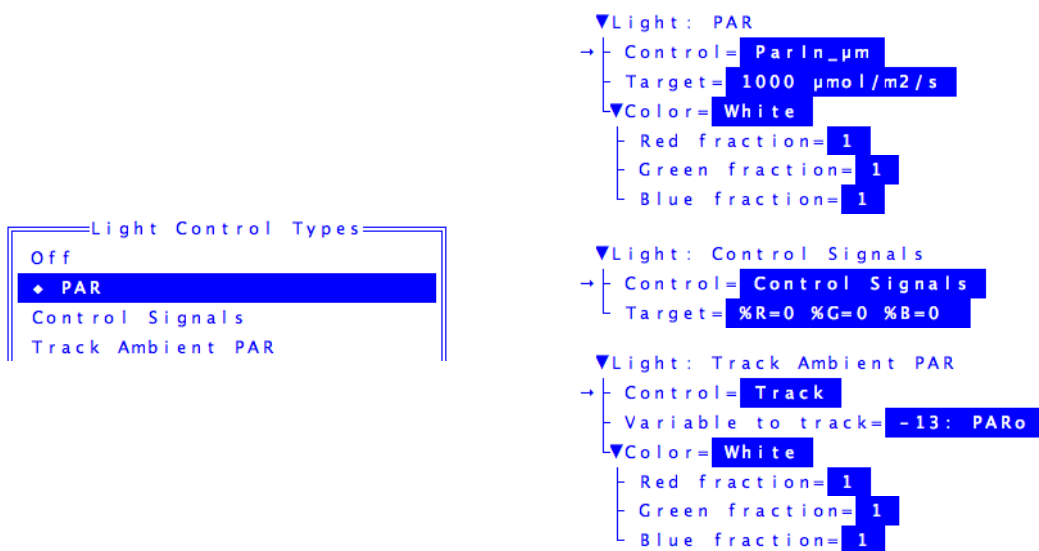 Light Control Types
Off
◆ PAR
Control Signals
Track Ambient PAR
▼Light: PAR
→ Control= ParIn_µm
Target= 1000 µmol/m2/s
▼Color= White
Red fraction= 1
Green fraction= 1
Blue fraction= 1
▼Light: Control Signals
→ Control= Control Signals
Target= %R=0 %G=0 %B=0
▼Light: Track Ambient PAR
→ Control= Track
Variable to track= -13: PARo
▼Color= White
Red fraction= 1
Green fraction= 1
Blue fraction= 1